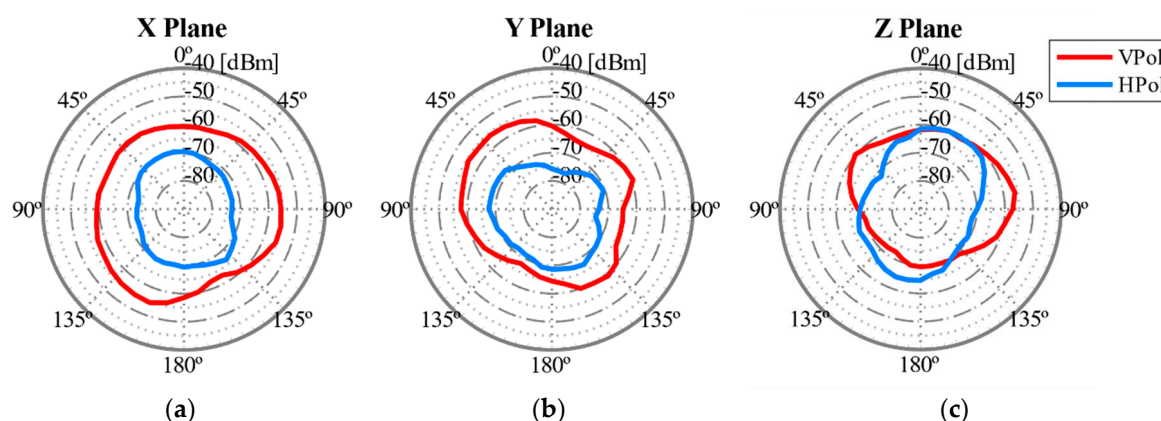 X Plane
0º
-40 [dBm]
-50
-60
-70
-80
45º
45º
90º
90º
135º
135º
180º
(a)
Y Plane
0º
-40 [dBm]
-50
-60
-70
-80
45º
45º
90º
90º
135º
135º
180º
(b)
Z Plane
0º
-40 [dBm]
-50
-60
-70
-80
45º
45º
90º
90º
135º
135º
180º
(c)
VPol
HPol